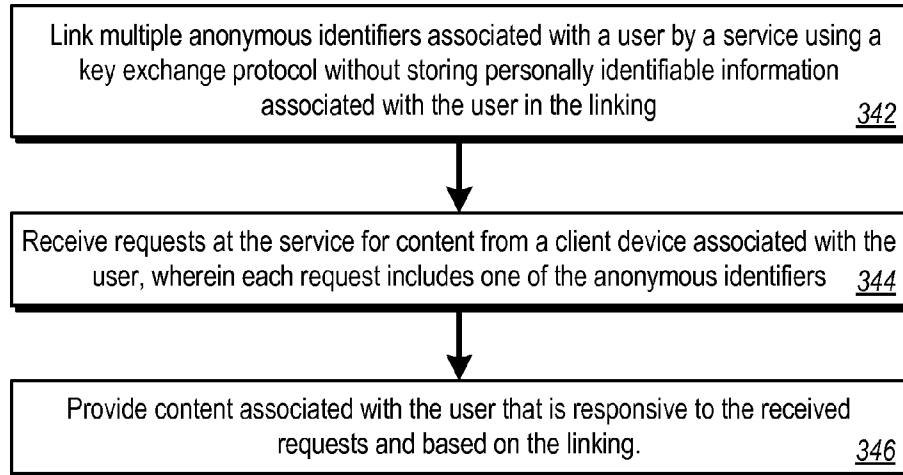 Link multiple anonymous identifiers associated with a user by a service using a
key exchange protocol without storing personally identifiable information
associated with the user in the linking
342
Receive requests at the service for content from a client device associated with the
user, wherein each request includes one of the anonymous identifiers
344
Provide content associated with the user that is responsive to the received
requests and based on the linking.
346